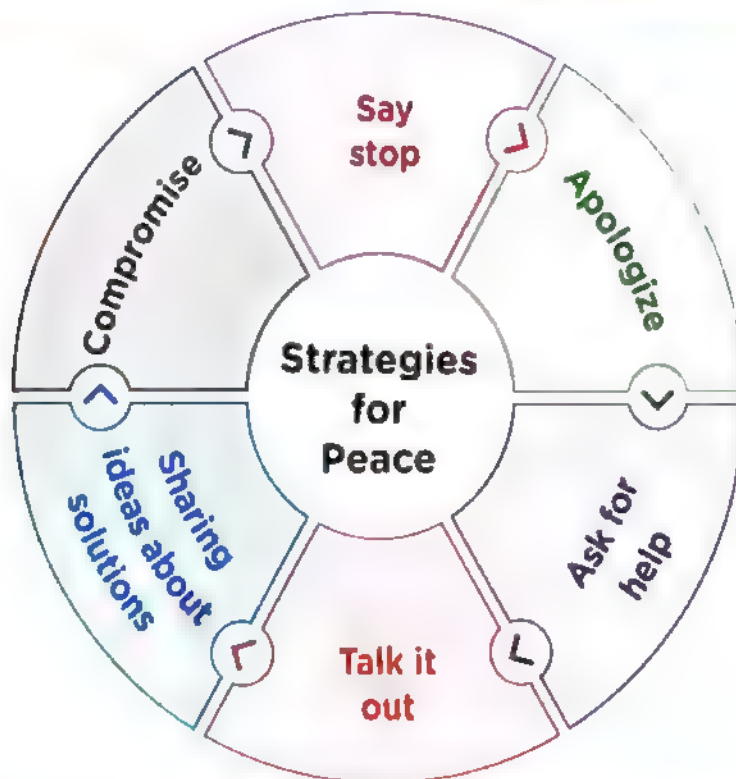 Say
stop
Apologize
Ask for
help
Talk it
out
Sharing
ideas about
solutions
Compromise
Strategies
for
Peace